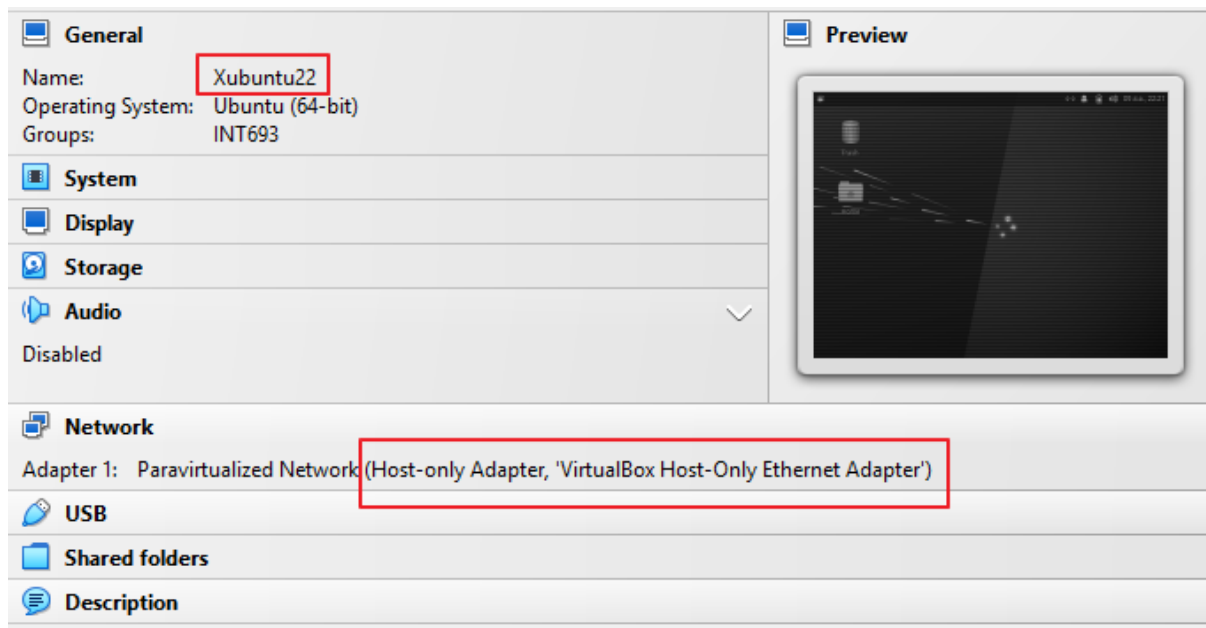 General
Name: Xubuntu22
Operating System: Ubuntu (64-bit)
Groups: INT693
System
Display
Storage
Audio
Disabled
Preview
Network
Adapter 1: Paravirtualized Network (Host-only Adapter, 'VirtualBox Host-Only Ethernet Adapter')
USB
Shared folders
Description